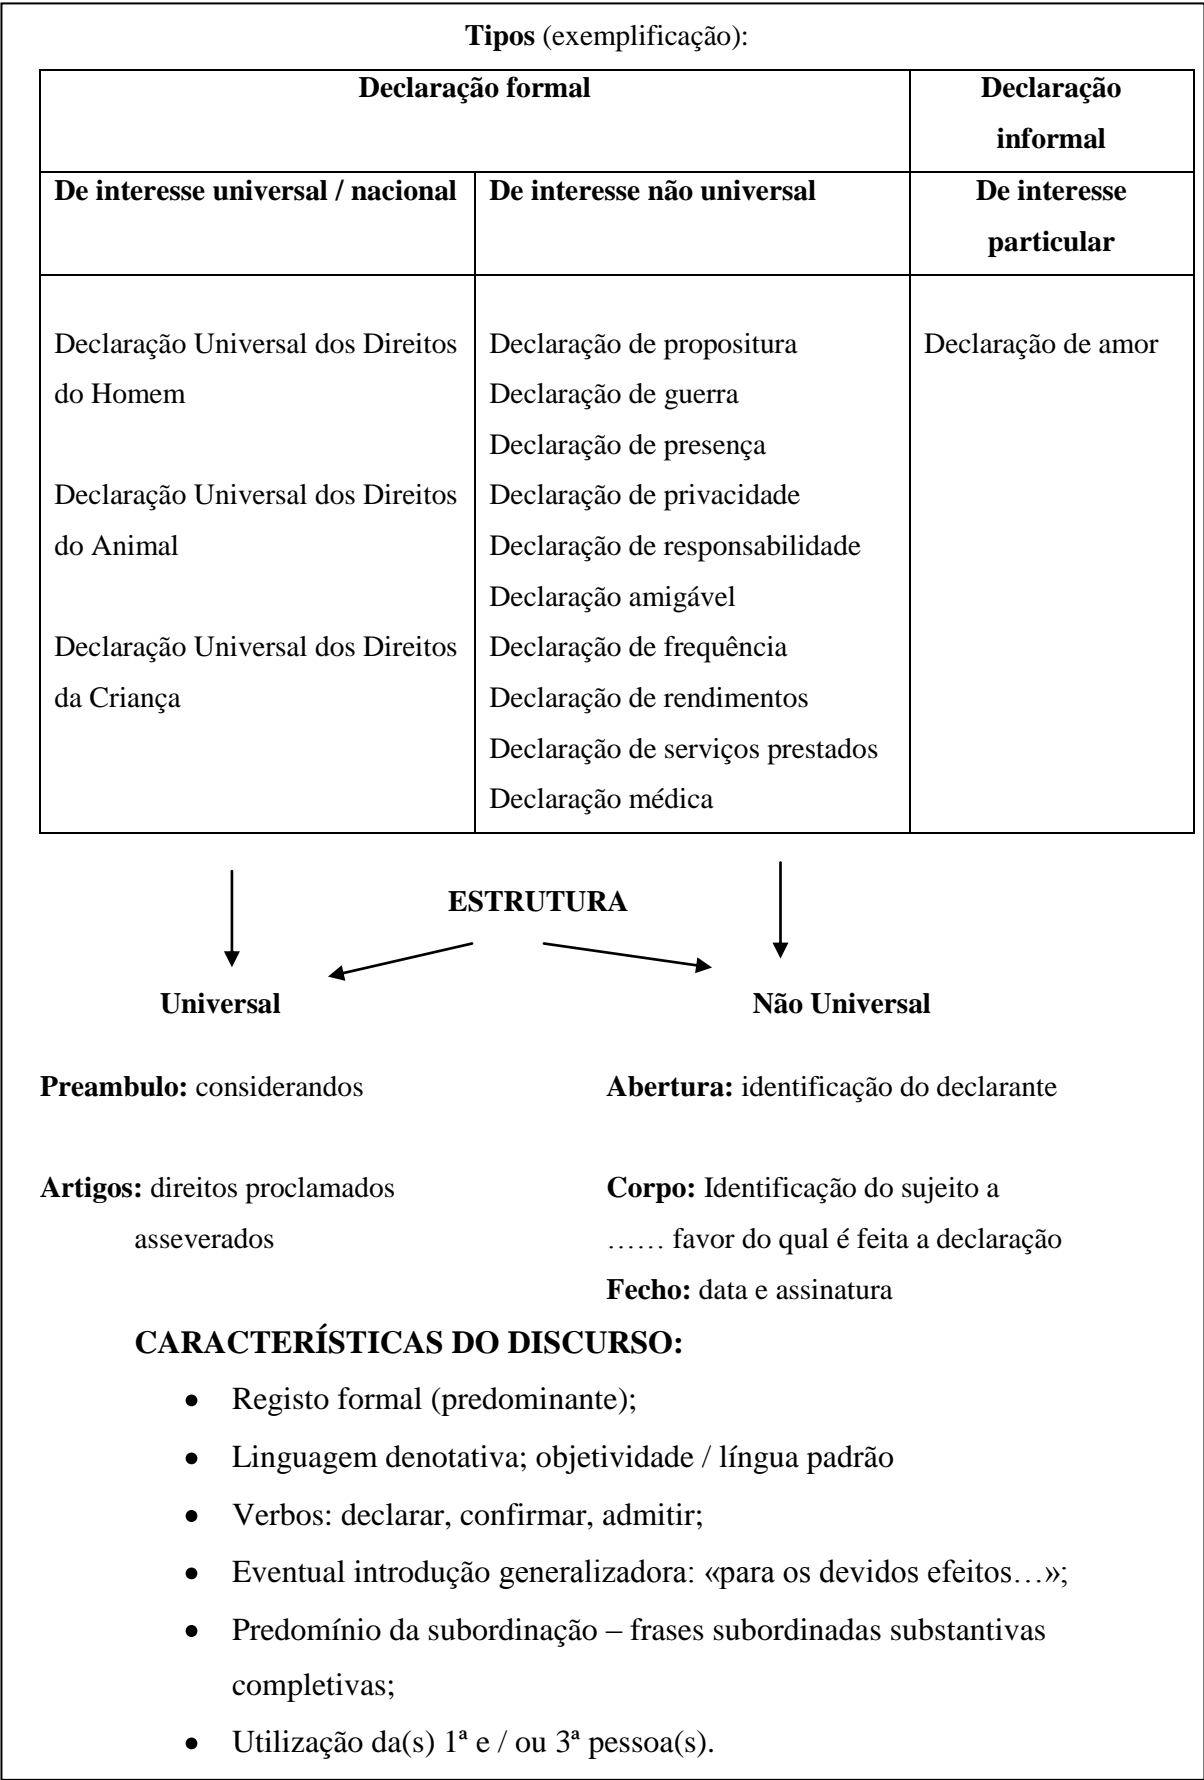 Tipos (exemplificação):
Declaração formal
Declaração
informal
De interesse universal / nacional
De interesse não universal
De interesse
particular
Declaração Universal dos Direitos
do Homem
Declaração Universal dos Direitos
do Animal
Declaração Universal dos Direitos
da Criança
Declaração de propositura
Declaração de guerra
Declaração de presença
Declaração de privacidade
Declaração de responsabilidade
Declaração amigável
Declaração de frequência
Declaração de rendimentos
Declaração de serviços prestados
Declaração médica
Declaração de amor
ESTRUTURA
Universal
Não Universal
Preambulo: considerandos
Artigos: direitos proclamados
asseverados
Abertura: identificação do declarante
Corpo: Identificação do sujeito a
…… favor do qual é feita a declaração
Fecho: data e assinatura
CARACTERÍSTICAS DO DISCURSO:
• Registo formal (predominante);
• Linguagem denotativa; objetividade / língua padrão
• Verbos: declarar, confirmar, admitir;
• Eventual introdução generalizadora: «para os devidos efeitos…»;
• Predomínio da subordinação – frases subordinadas substantivas
completivas;
• Utilização da(s) 1ª e / ou 3ª pessoa(s).